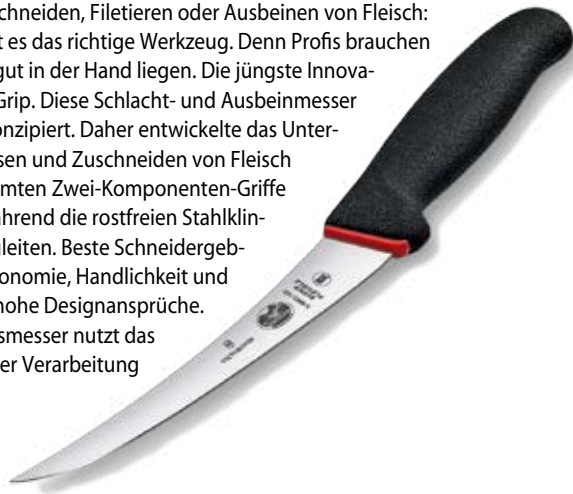 chneiden, Filetieren oder Ausbeinen von Fleisch:
t es das richtige Werkzeug. Denn Profis brauchen
gut in der Hand liegen. Die jüngste Innova-
Grip. Diese Schlacht- und Ausbeinmesser
onzipiert. Daher entwickelte das Unter-
sen und Zuschneiden von Fleisch
mten Zwei-Komponenten-Griffe
ährend die rostfreien Stahlklin-
gleiten. Beste Schneidergeb-
onomie, Handlichkeit und
hohe Designansprüche.
smesser nutzt das
er Verarbeitung